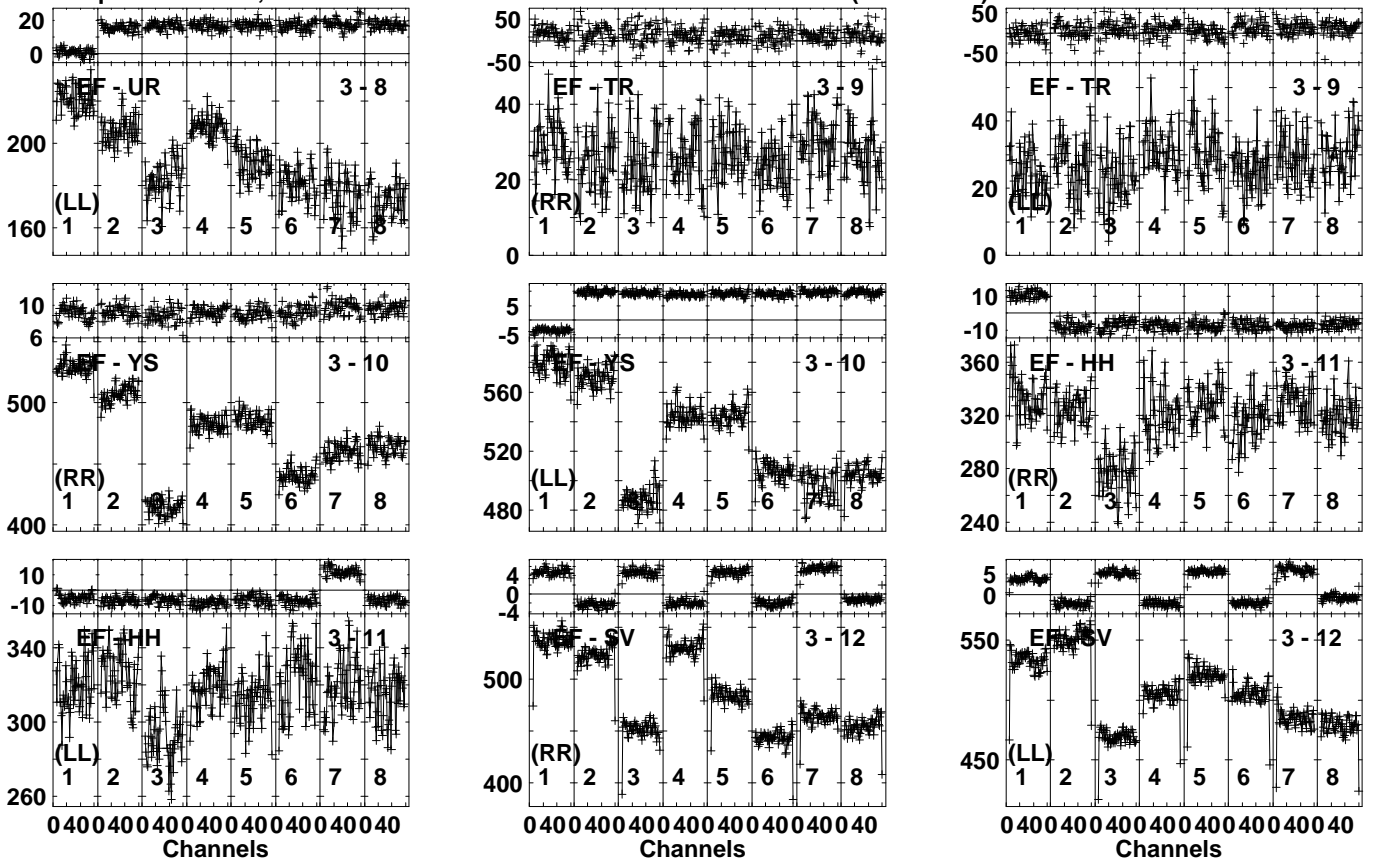 20 50 50
0 -50 -50
EF - UR 3 - 8 EF - TR 3 - 9 EF - TR 3 - 9
200 40 40
20 20
(LL) (RR) (LL)
160 1 2 3 4 5 6 7 8 0 1 2 3 4 5 6 7 8 0 1 2 3 4 5 6 7 8
10 5 10
6 -5 -10
EF - YS 3 - 10 EF - YS 3 - 10 EF - HH 3 - 11
500 560 360
520 320
280
(RR) (LL) (RR)
400 1 2 3 4 5 6 7 8 480 1 2 3 4 5 6 7 8 240 1 2 3 4 5 6 7 8
10 4 5
-10 0 0
-4
EF - HH 3 - 11 EF - SV 3 - 12 EF - SV 3 - 12
340 500 550
300
(LL) (RR) (LL)
260 1 2 3 4 5 6 7 8 400 1 2 3 4 5 6 7 8 450 1 2 3 4 5 6 7 8
0 40 0 40 0 40 0 40 0 40 0 40 0 40 0 40 0 40 0 40 0 40 0 40 0 40 0 40 0 40 0 40 0 40 0 40 0 40 0 40 0 40 0 40 0 40 0 40
Channels Channels Channels